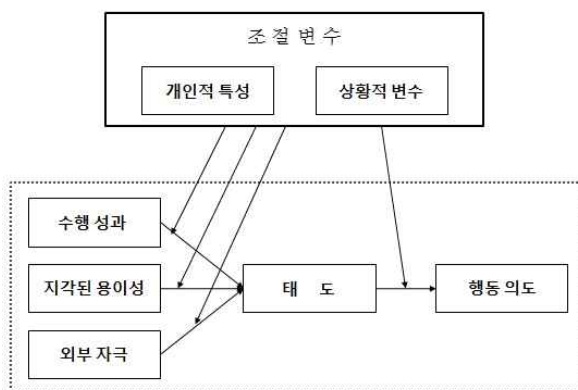 조 절 변 수
개인적 특성
상황적 변수
수행 성과
지각된 용이성
태 도
행동 의도
외부 자극